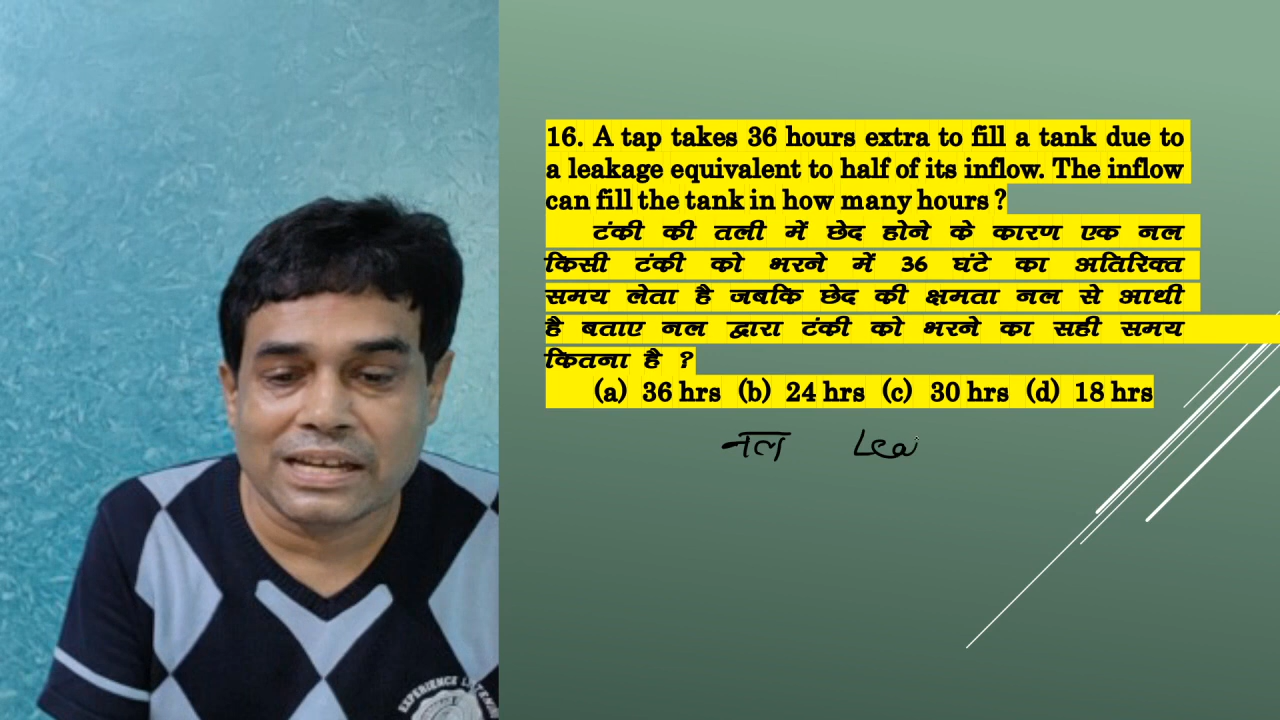 16. A tap takes 36 hours extra to fill a tank due to
a leakage equivalent to half of its inflow. The inflow
can fill the tank in how many hours ?
टंकी की तली में छेद होने के कारण एक नल
किसी टंकी को भरने में 36 घंटे का अतिरिक्त
समय लेता है जबकि छेद की क्षमता नल से आधी
है बताए नल द्वारा टंकी को भरने का सही समय
कितना है ?
(a) 36 hrs (b) 24 hrs (c) 30 hrs (d) 18 hrs
नल Lea
EXPERIENCE